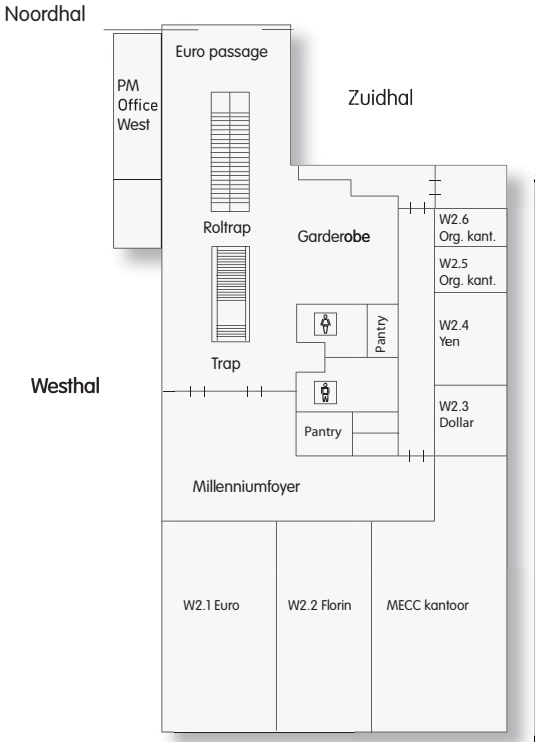 Noordhal
Euro passage
PM
Office
West
Zuidhal
Roltrap
Garderobe
W2.6
Org. kant.
W2.5
Org. kant.
W2.4
Yen
Pantry
Trap
Westhal
W2.3
Dollar
Pantry
Millenniumfoyer
W2.1 Euro
W2.2 Florin
MECC kantoor